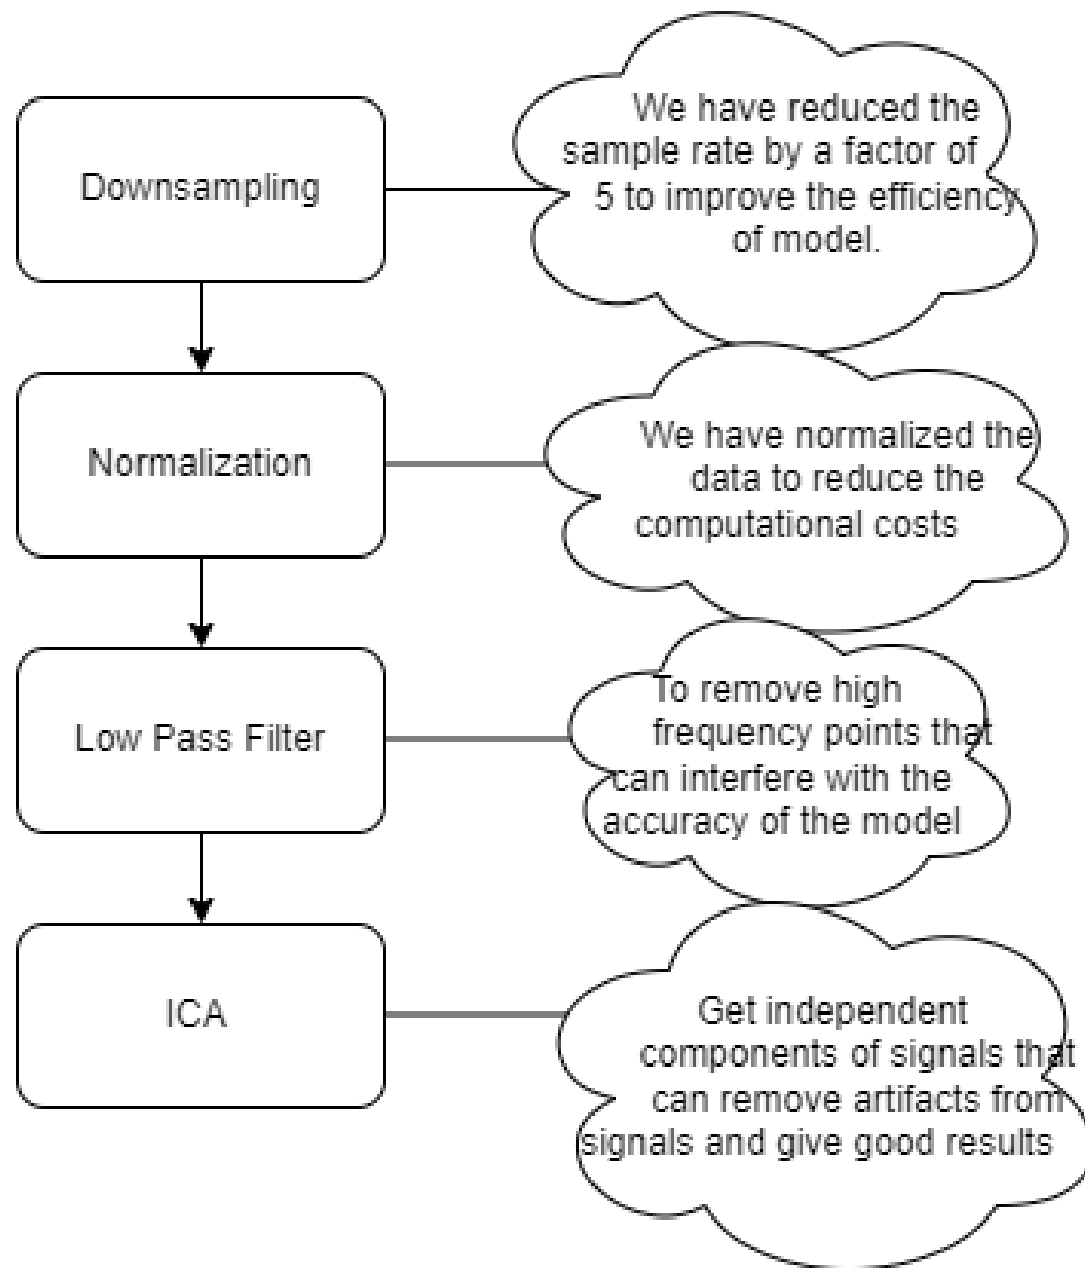 Downsampling
We have reduced the
sample rate by a factor of
5 to improve the efficiency
of model.
Normalization
We have normalized the
data to reduce the
computational costs
Low Pass Filter
To remove high
frequency points that
can interfere with the
accuracy of the model
ICA
Get independent
components of signals that
can remove artifacts from
signals and give good results